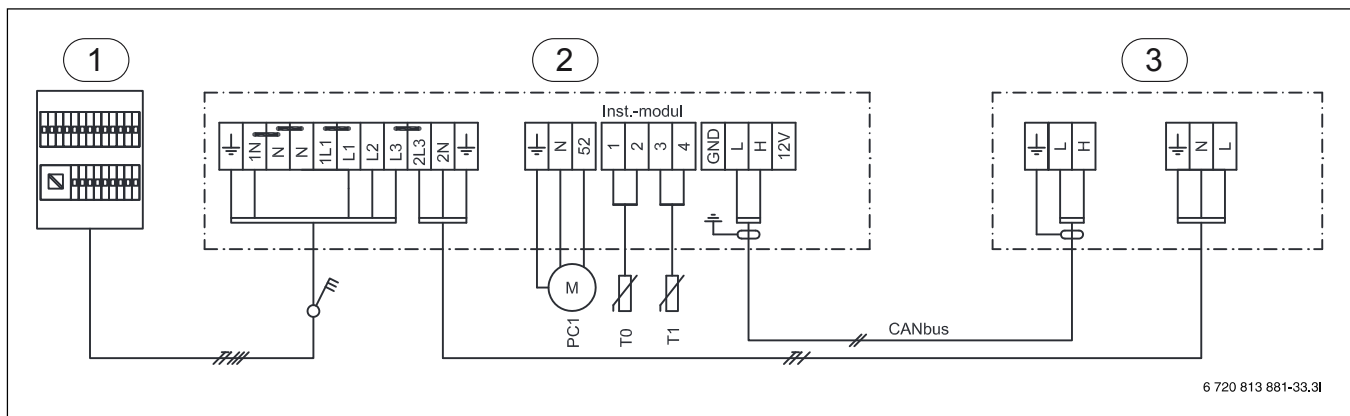 1
2
3
Inst.-modul
1N N N 1L1 L1 L2 L3 2L3 2N
N 52
1 2 3 4
GND L H 12V
L H
N L
M
PC1
T0
T1
CANbus
6 720 813 881-33.3I